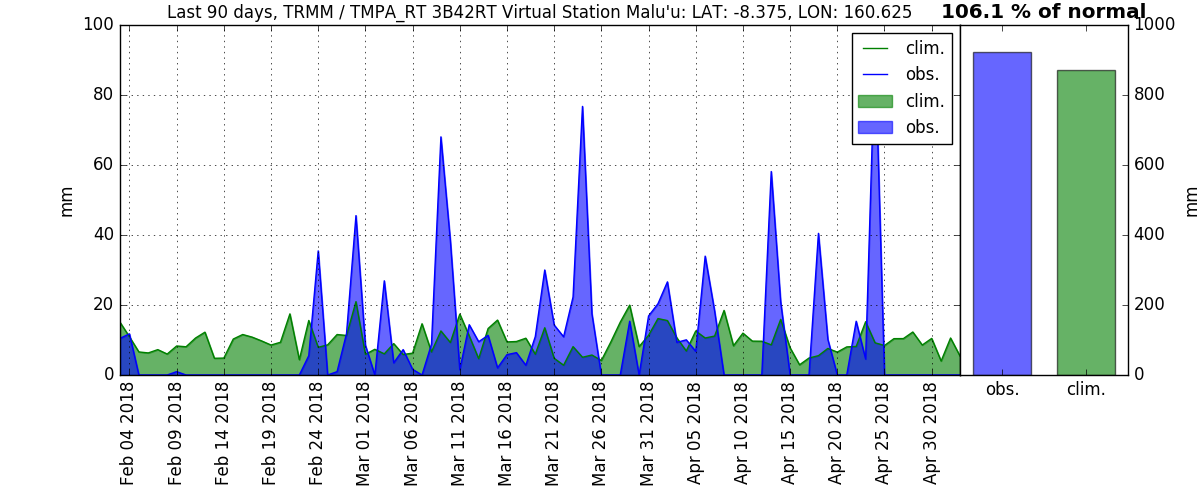 Last 90 days, TRMM / TMPA_RT 3B42RT Virtual Station Malu'u: LAT: -8.375, LON: 160.625
106.1 % of normal
100
80
60
40
20
0
mm
clim.
obs.
clim.
obs.
1000
800
600
400
200
0
mm
Feb 04 2018
Feb 09 2018
Feb 14 2018
Feb 19 2018
Feb 24 2018
Mar 01 2018
Mar 06 2018
Mar 11 2018
Mar 16 2018
Mar 21 2018
Mar 26 2018
Mar 31 2018
Apr 05 2018
Apr 10 2018
Apr 15 2018
Apr 20 2018
Apr 25 2018
Apr 30 2018
obs.
clim.